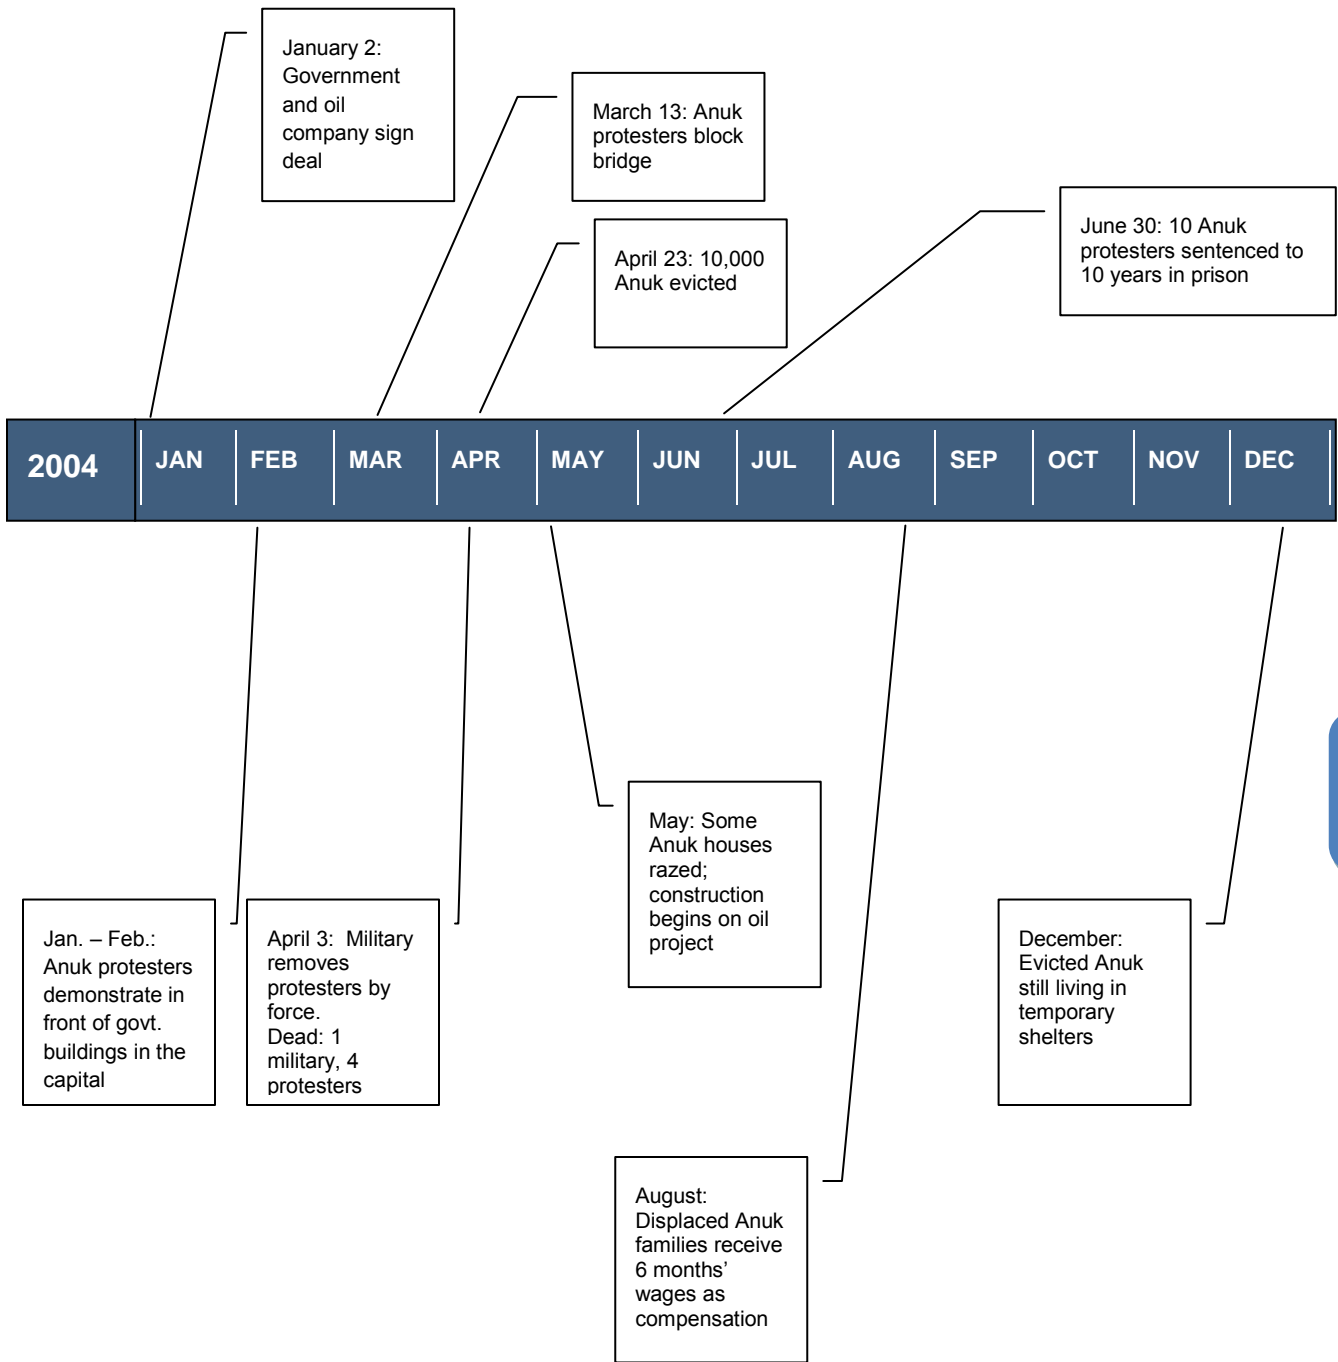 January 2:
Government
and oil
company sign
deal
March 13: Anuk
protesters block
bridge
April 23: 10,000
Anuk evicted
June 30: 10 Anuk
protesters sentenced to
10 years in prison
2004 JAN FEB MAR APR MAY JUN JUL AUG SEP OCT NOV DEC
May: Some
Anuk houses
razed;
construction
begins on oil
project
Jan. – Feb.:
Anuk protesters
demonstrate in
front of govt.
buildings in the
capital
April 3:  Military
removes
protesters by
force.
Dead: 1
military, 4
protesters
December:
Evicted Anuk
still living in
temporary
shelters
August:
Displaced Anuk
families receive
6 months’
wages as
compensation